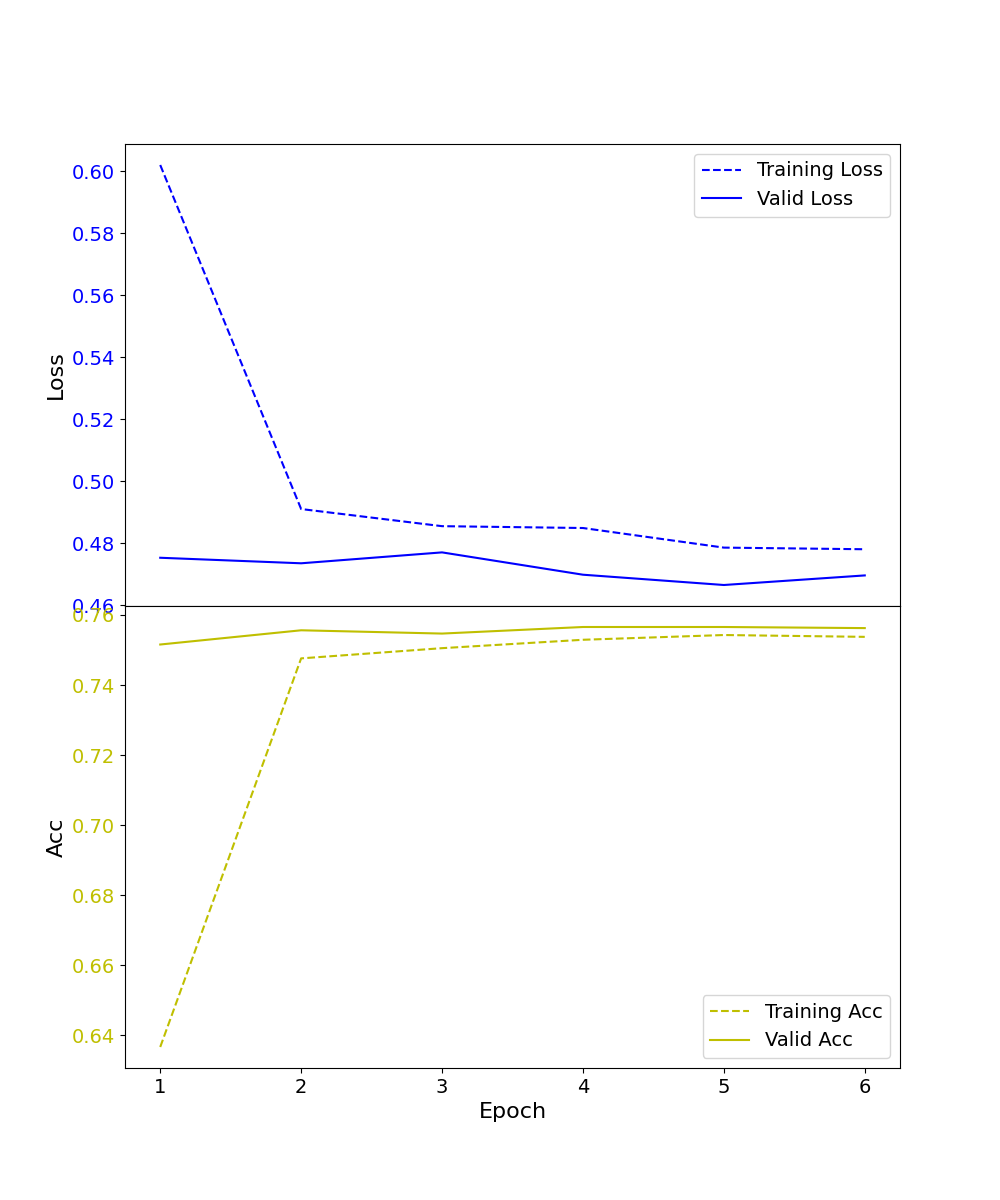 0.60
0.58
0.56
0.54
0.52
0.50
0.48
0.46
Loss
Training Loss
Valid Loss
0.76
0.74
0.72
0.70
0.68
0.66
0.64
Acc
Training Acc
Valid Acc
1 2 3 4 5 6
Epoch